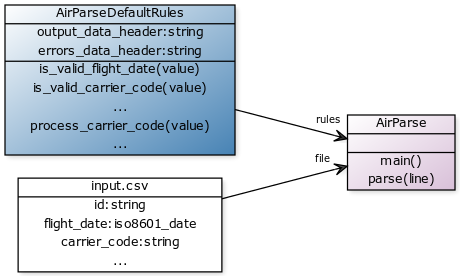 AirParseDefaultRules
output_data_header:string
errors_data_header:string
is_valid_flight_date(value)
is_valid_carrier_code(value)
...
process_carrier_code(value)
...
rules
file
AirParse
main()
parse(line)
input.csv
id:string
flight_date:iso8601_date
carrier_code:string
...